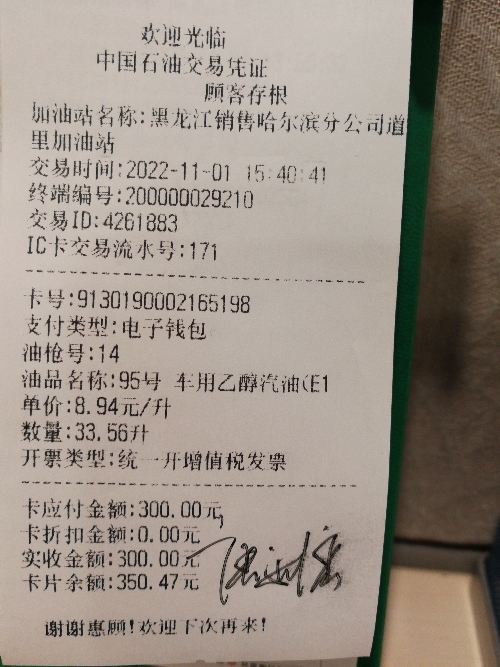 欢迎光临
中国石油交易凭证
顾客存根
加油站名称:黑龙江销售哈尔滨分公司道
里加油站
交易时间:2022-11-01 15:40:41
终端编号:200000029210
交易ID:4261883
IC卡交易流水号:171
卡号:9130190002165198
支付类型:电子钱包
油枪号:14
油品名称:95号 车用乙醇汽油(E1
单价:8.94元/升
数量:33.56升
开票类型:统一开增值税发票
卡应付金额:300.00元
卡折扣金额:0.00元
实收金额:300.00元
卡片余额:350.47元
谢谢惠顾!欢迎下次再来!